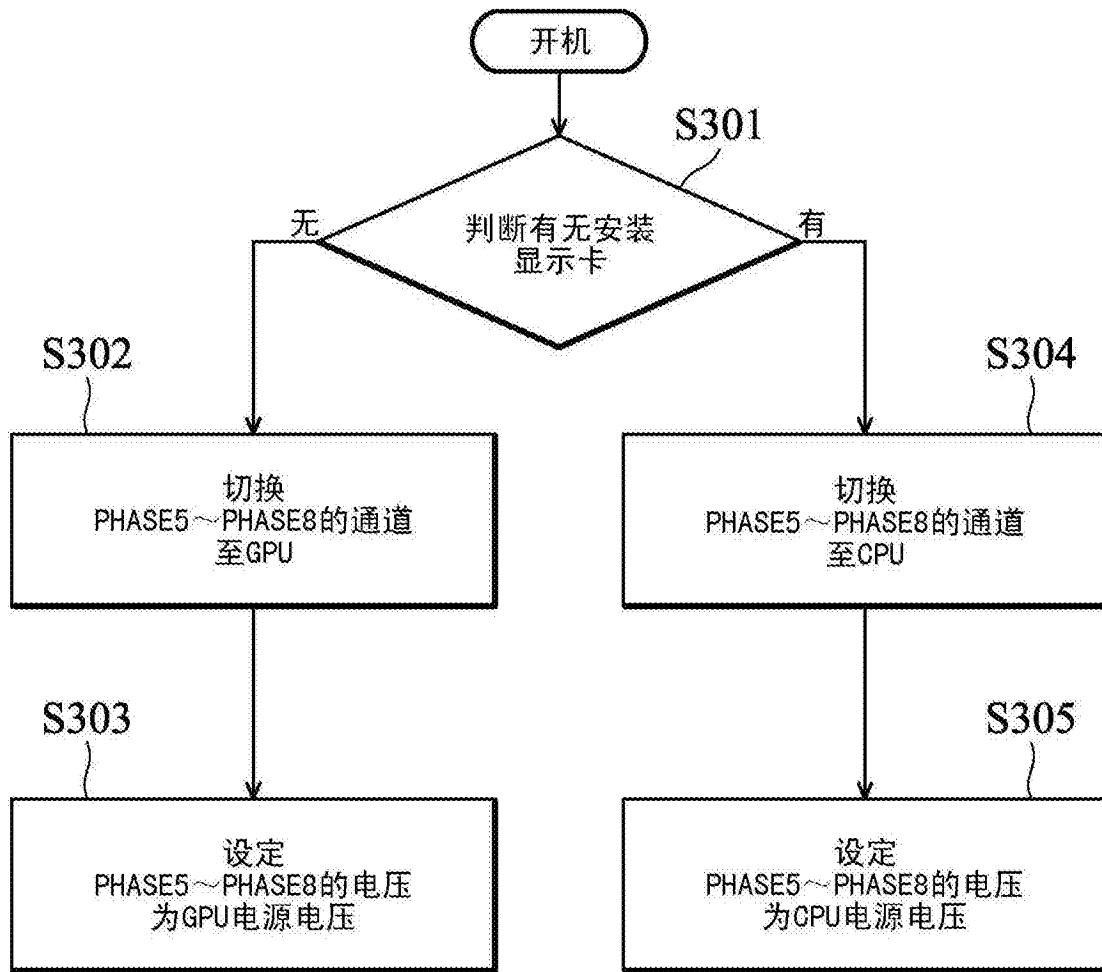 开机
S301
无
有
判断有无安装
显示卡
S302
切换
PHASE5～PHASE8的通道
至GPU
S304
切换
PHASE5～PHASE8的通道
至CPU
S303
设定
PHASE5～PHASE8的电压
为GPU电源电压
S305
设定
PHASE5～PHASE8的电压
为CPU电源电压